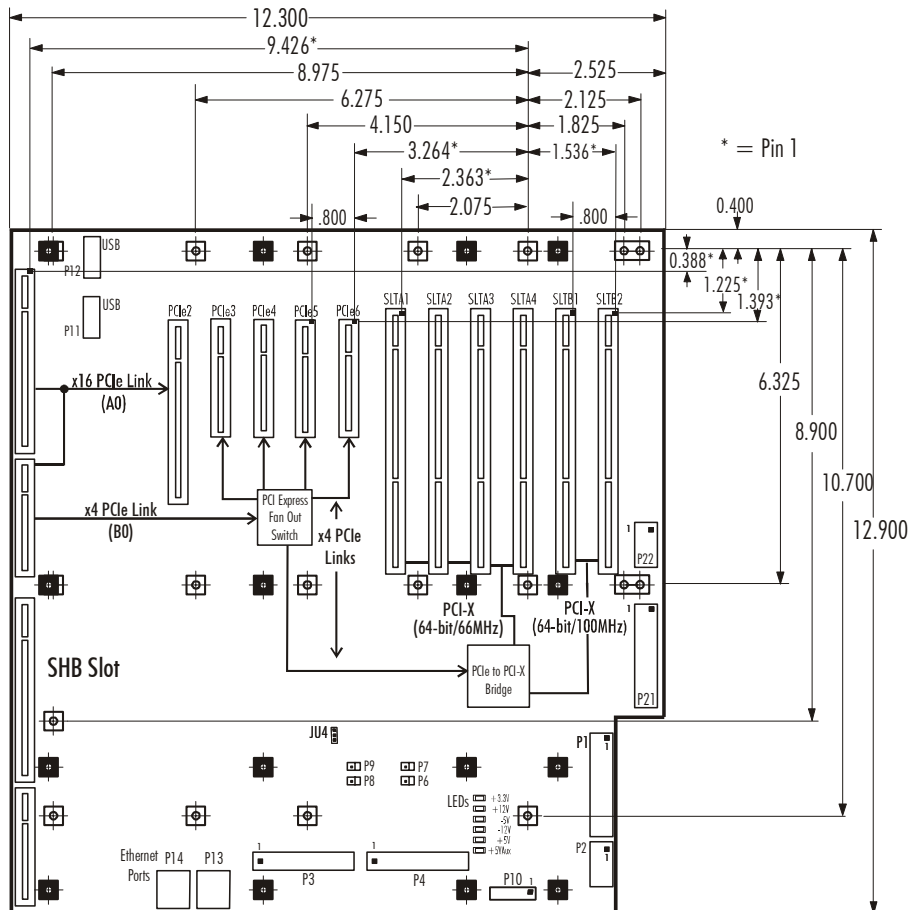 12.300
9.426*
8.975
2.525
6.275
2.125
4.150
1.825
3.264*
1.536*
* = Pin 1
2.363*
.800
2.075
.800
0.400
USB
P12
0.388*
1.225*
1.393*
USB
P11
PCIe2
PCIe3
PCIe4
PCIe5
PCIe6
SLTA1
SLTA2
SLTA3
SLTA4
SLTB1
SLTB2
x16 PCIe Link
(A0)
6.325
8.900
10.700
12.900
x4 PCIe Link
(B0)
PCI Express
Fan Out
Switch
x4 PCIe
Links
1
P22
PCI-X
(64-bit/66MHz)
PCI-X
(64-bit/100MHz)
1
P21
SHB Slot
PCIe to PCI-X
Bridge
JU4
P1
1
P9
P8
P7
P6
LEDs
+3.3V
+12V
-5V
-12V
+5V
+5VAux
Ethernet
Ports
P14
P13
1
P3
1
P4
P10
1
P2
1